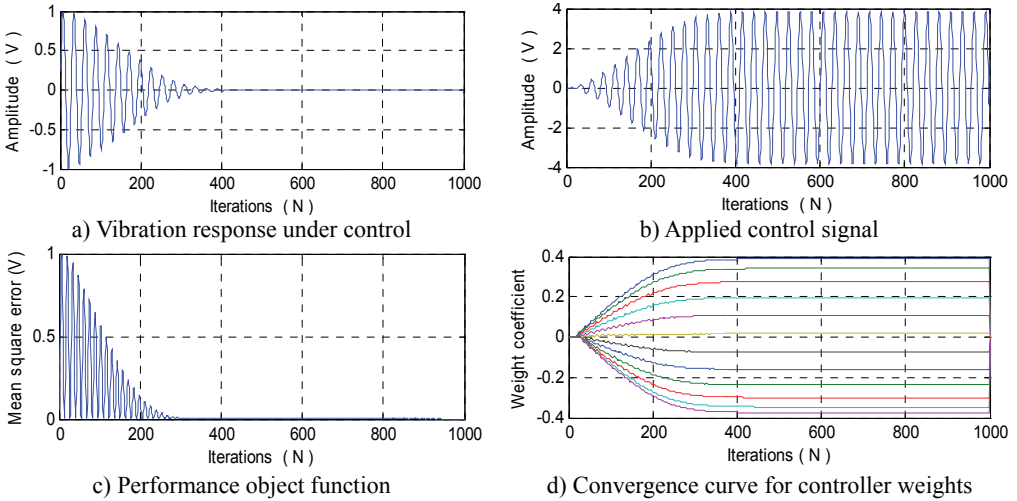 1
0.5
0
-0.5
-1
0 200 400 600 800 1000
Amplitude ( V )
Iterations ( N )
a) Vibration response under control
4
2
0
-2
-4
0 200 400 600 800 1000
Amplitude ( V )
Iterations ( N )
b) Applied control signal
1
0.5
0
0 200 400 600 800 1000
Mean square error (V)
Iterations ( N )
c) Performance object function
0.4
0.2
0
-0.2
-0.4
0 200 400 600 800 1000
Weight coefficient
Iterations ( N )
d) Convergence curve for controller weights